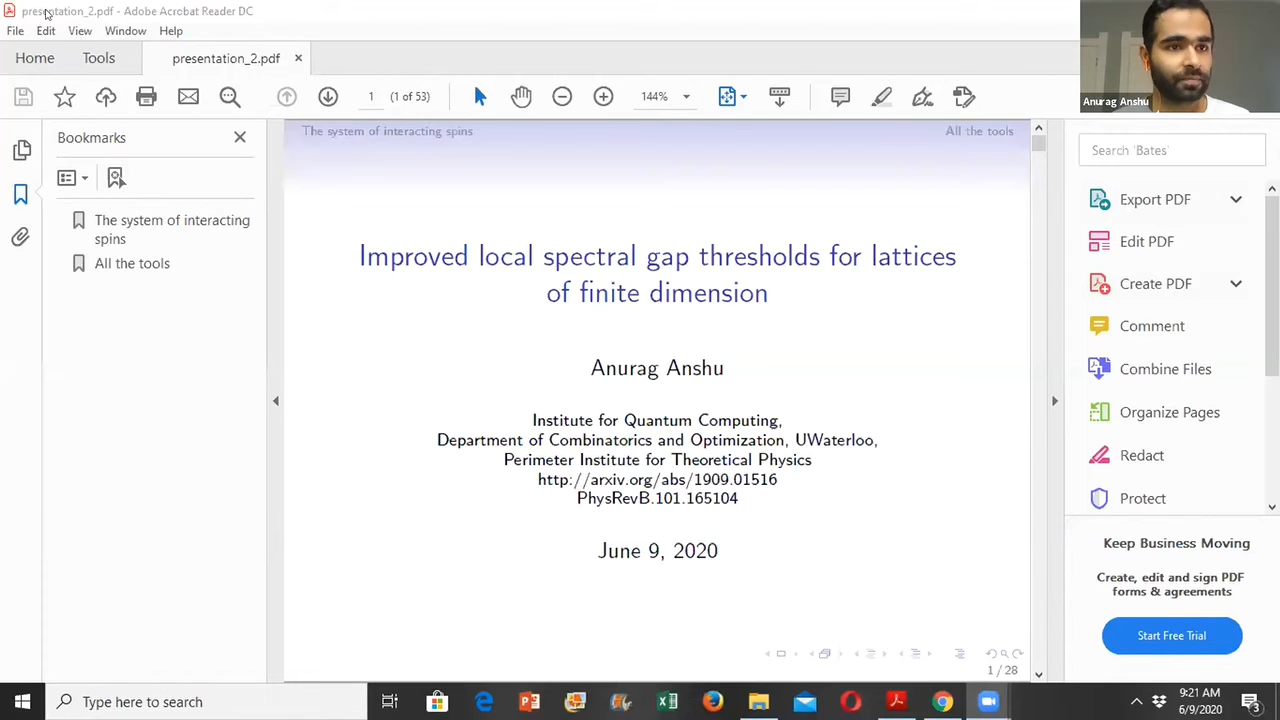 presentation_2.pdf - Adobe Acrobat Reader DC
File Edit View Window Help
Home Tools presentation_2.pdf ×
1 (1 of 53) 144%
Anurag Anshu
Bookmarks
The system of interacting
spins
All the tools
The system of interacting spins All the tools
Improved local spectral gap thresholds for lattices
of finite dimension
Anurag Anshu
Institute for Quantum Computing,
Department of Combinatorics and Optimization, UWaterloo,
Perimeter Institute for Theoretical Physics
http://arxiv.org/abs/1909.01516
PhysRevB.101.165104
June 9, 2020
1 / 28
Search 'Bates'
Export PDF
Edit PDF
Create PDF
Comment
Combine Files
Organize Pages
Redact
Protect
Keep Business Moving
Create, edit and sign PDF
forms & agreements
Start Free Trial
Type here to search
9:21 AM
6/9/2020
3